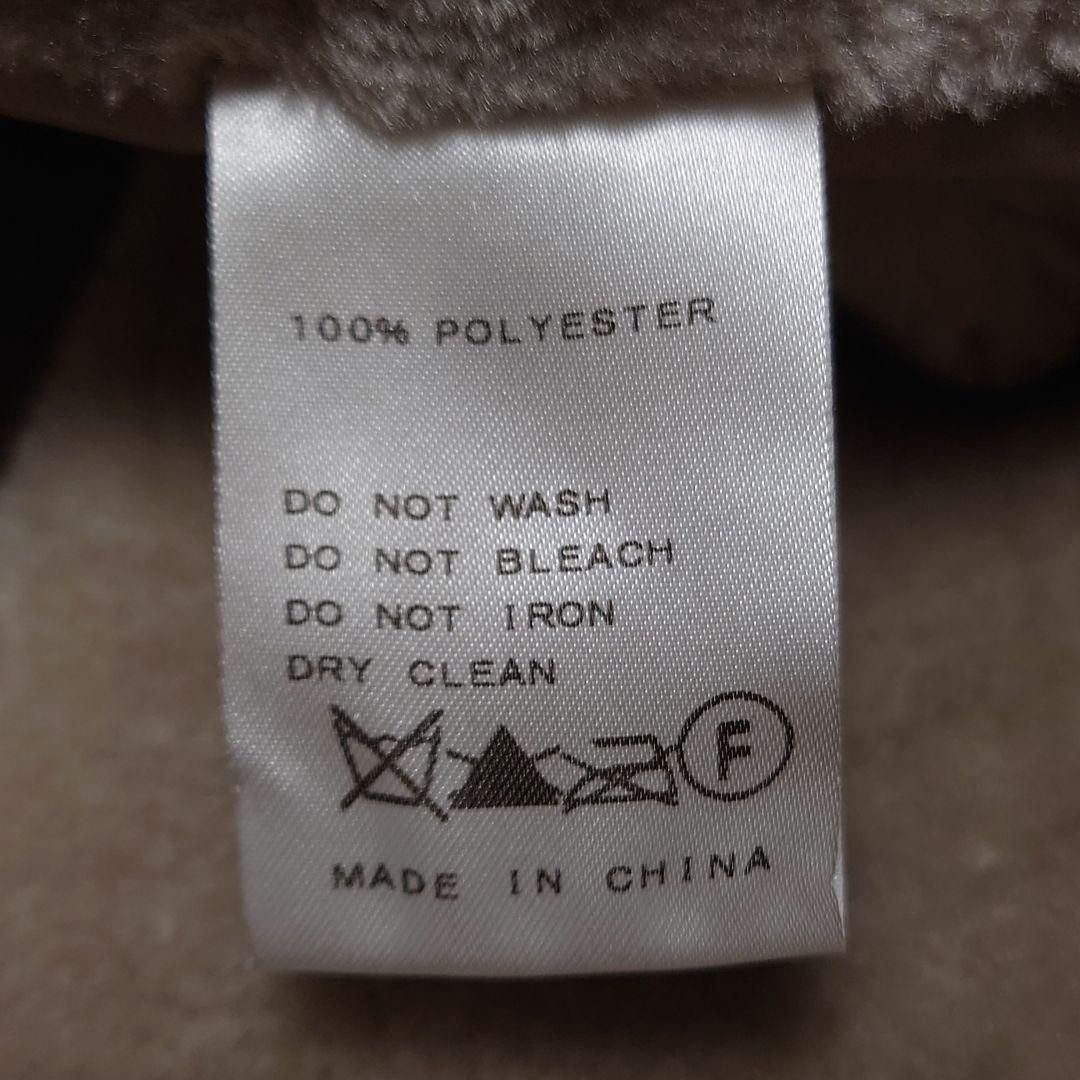 100% POLYESTER
DO NOT WASH
DO NOT BLEACH
DO NOT IRON
DRY CLEAN
F
MADE IN CHINA